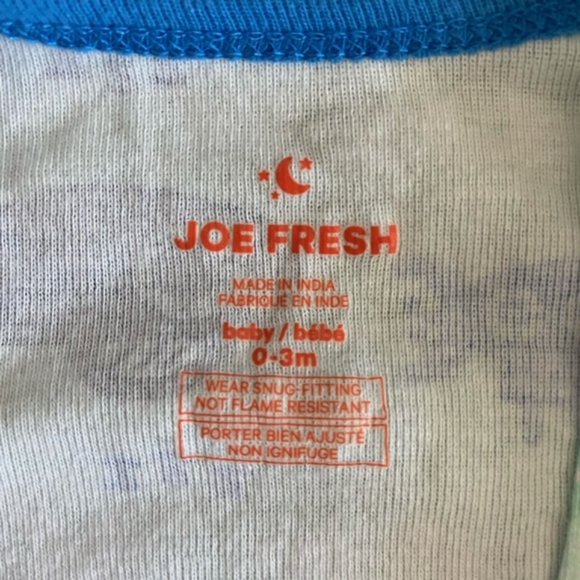 JOE FRESH
MADE IN INDIA
FABRIQUÉ EN INDE
baby / bébé
0-3m
WEAR SNUG-FITTING
NOT FLAME RESISTANT
PORTER BIEN AJUSTÉ
NON IGNIFUGE